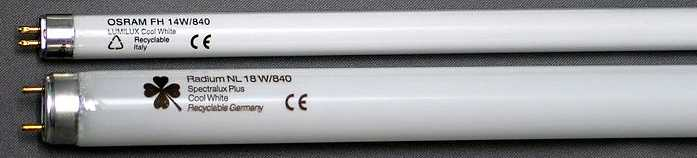 OSRAM FH 14W/840
LUMILUX Cool White
Recyclable
Italy
CE
Radium NL 18W/840
Spectralux Plus
Cool White
Recyclable Germany
CE